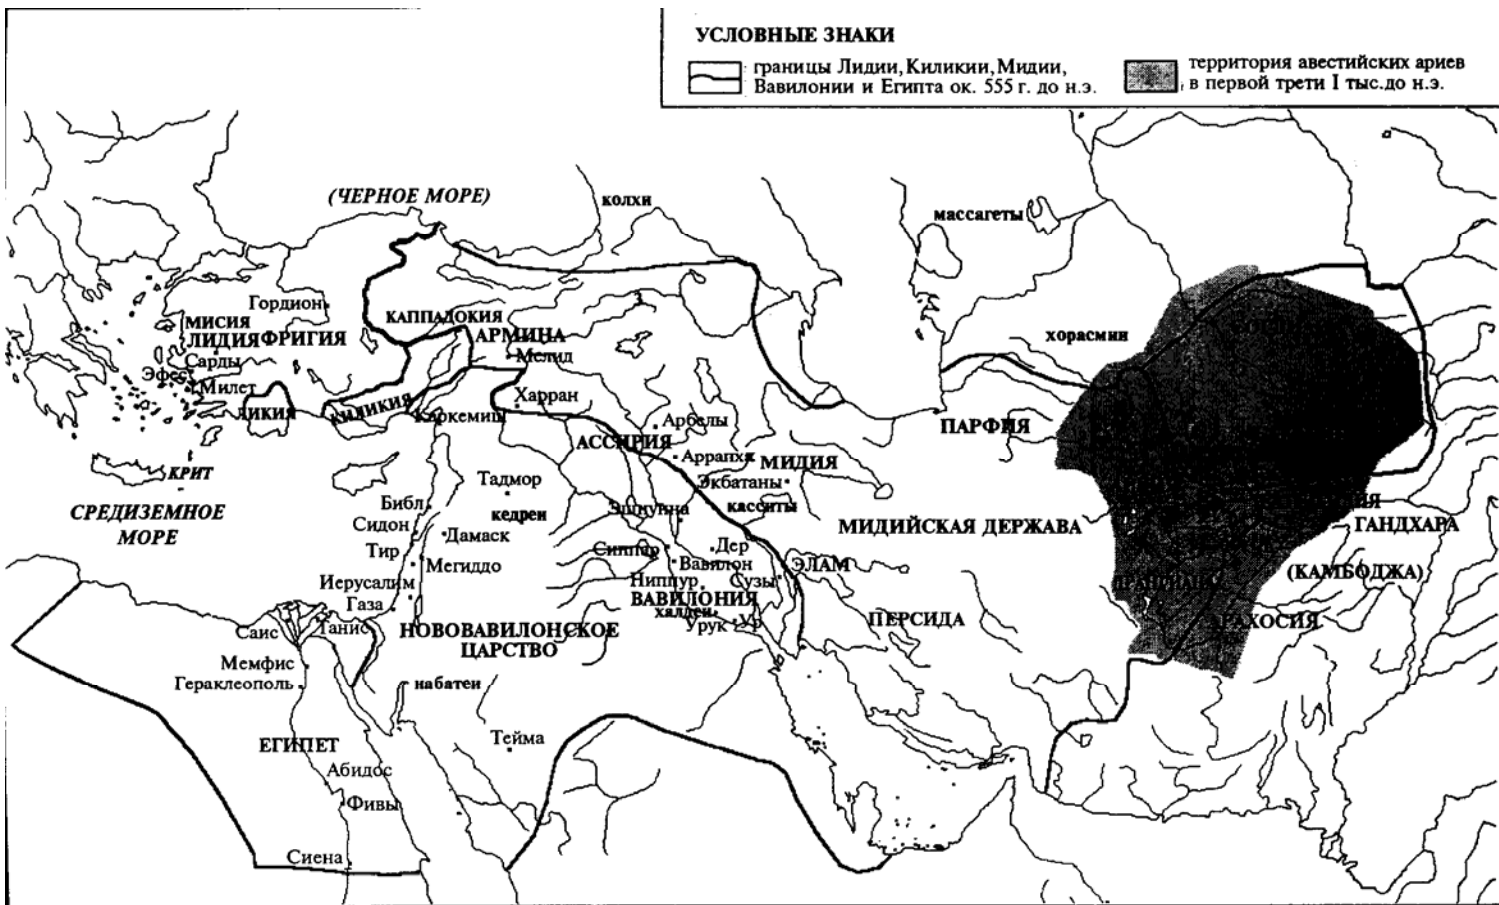 УСЛОВНЫЕ ЗНАКИ
границы Лидии, Киликии, Мидии,
Вавилонии и Египта ок. 555 г. до н.э.
территория авестийских ариев
в первой трети I тыс.до н.э.
(ЧЕРНОЕ МОРЕ)
колхи
массагеты
Гордион
КАППАДОКИЯ
МИСИЯ
ЛИДИЯ
ФРИГИЯ
АРМИНА
хорасмии
Сарды
Мелид
Эфес
Милет
Харран
ЛИКИЯ
КИЛИКИЯ
Каркемиш
Арбелы
ПАРФИЯ
АССИРИЯ
Аррапха
МИДИЯ
КРИТ
Тадмор
Экбатаны
СРЕДИЗЕМНОЕ
МОРЕ
Библ
кедреи
Эшнунна
касситы
Сидон
Дамаск
МИДИЙСКАЯ ДЕРЖАВА
ГАНДХАРА
Тир
Мегиддо
Сиппар
Дер
Вавилон
ЭЛАМ
(КАМБОДЖА)
Иерусалим
Ниппур
Сузы
Газа
ВАВИЛОНИЯ
халдеи
Саис
Танис
НОВОВАВИЛОНСКОЕ
ЦАРСТВО
Урук
Ур
ПЕРСИДА
АРАХОСИЯ
Мемфис
Гераклеополь
набатеи
ЕГИПЕТ
Тейма
Абидос
Фивы
Сиена